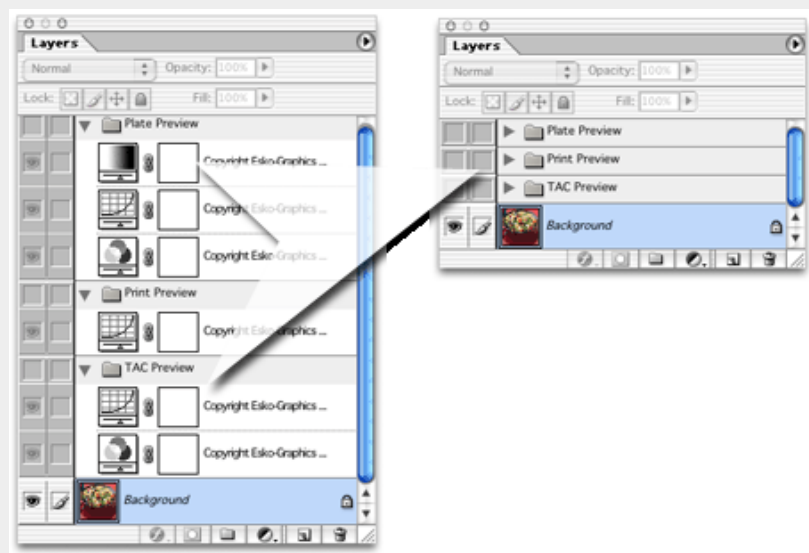 Layers
Normal Opacity: 100%
Lock: Fill: 100%
Plate Preview
Copyright Esko-Graphics ...
Copyright Esko-Graphics ...
Copyright Esko-Graphics ...
Print Preview
Copyright Esko-Graphics ...
TAC Preview
Copyright Esko-Graphics ...
Copyright Esko-Graphics ...
Background
Layers
Normal Opacity: 100%
Lock: Fill: 100%
Plate Preview
Print Preview
TAC Preview
Background